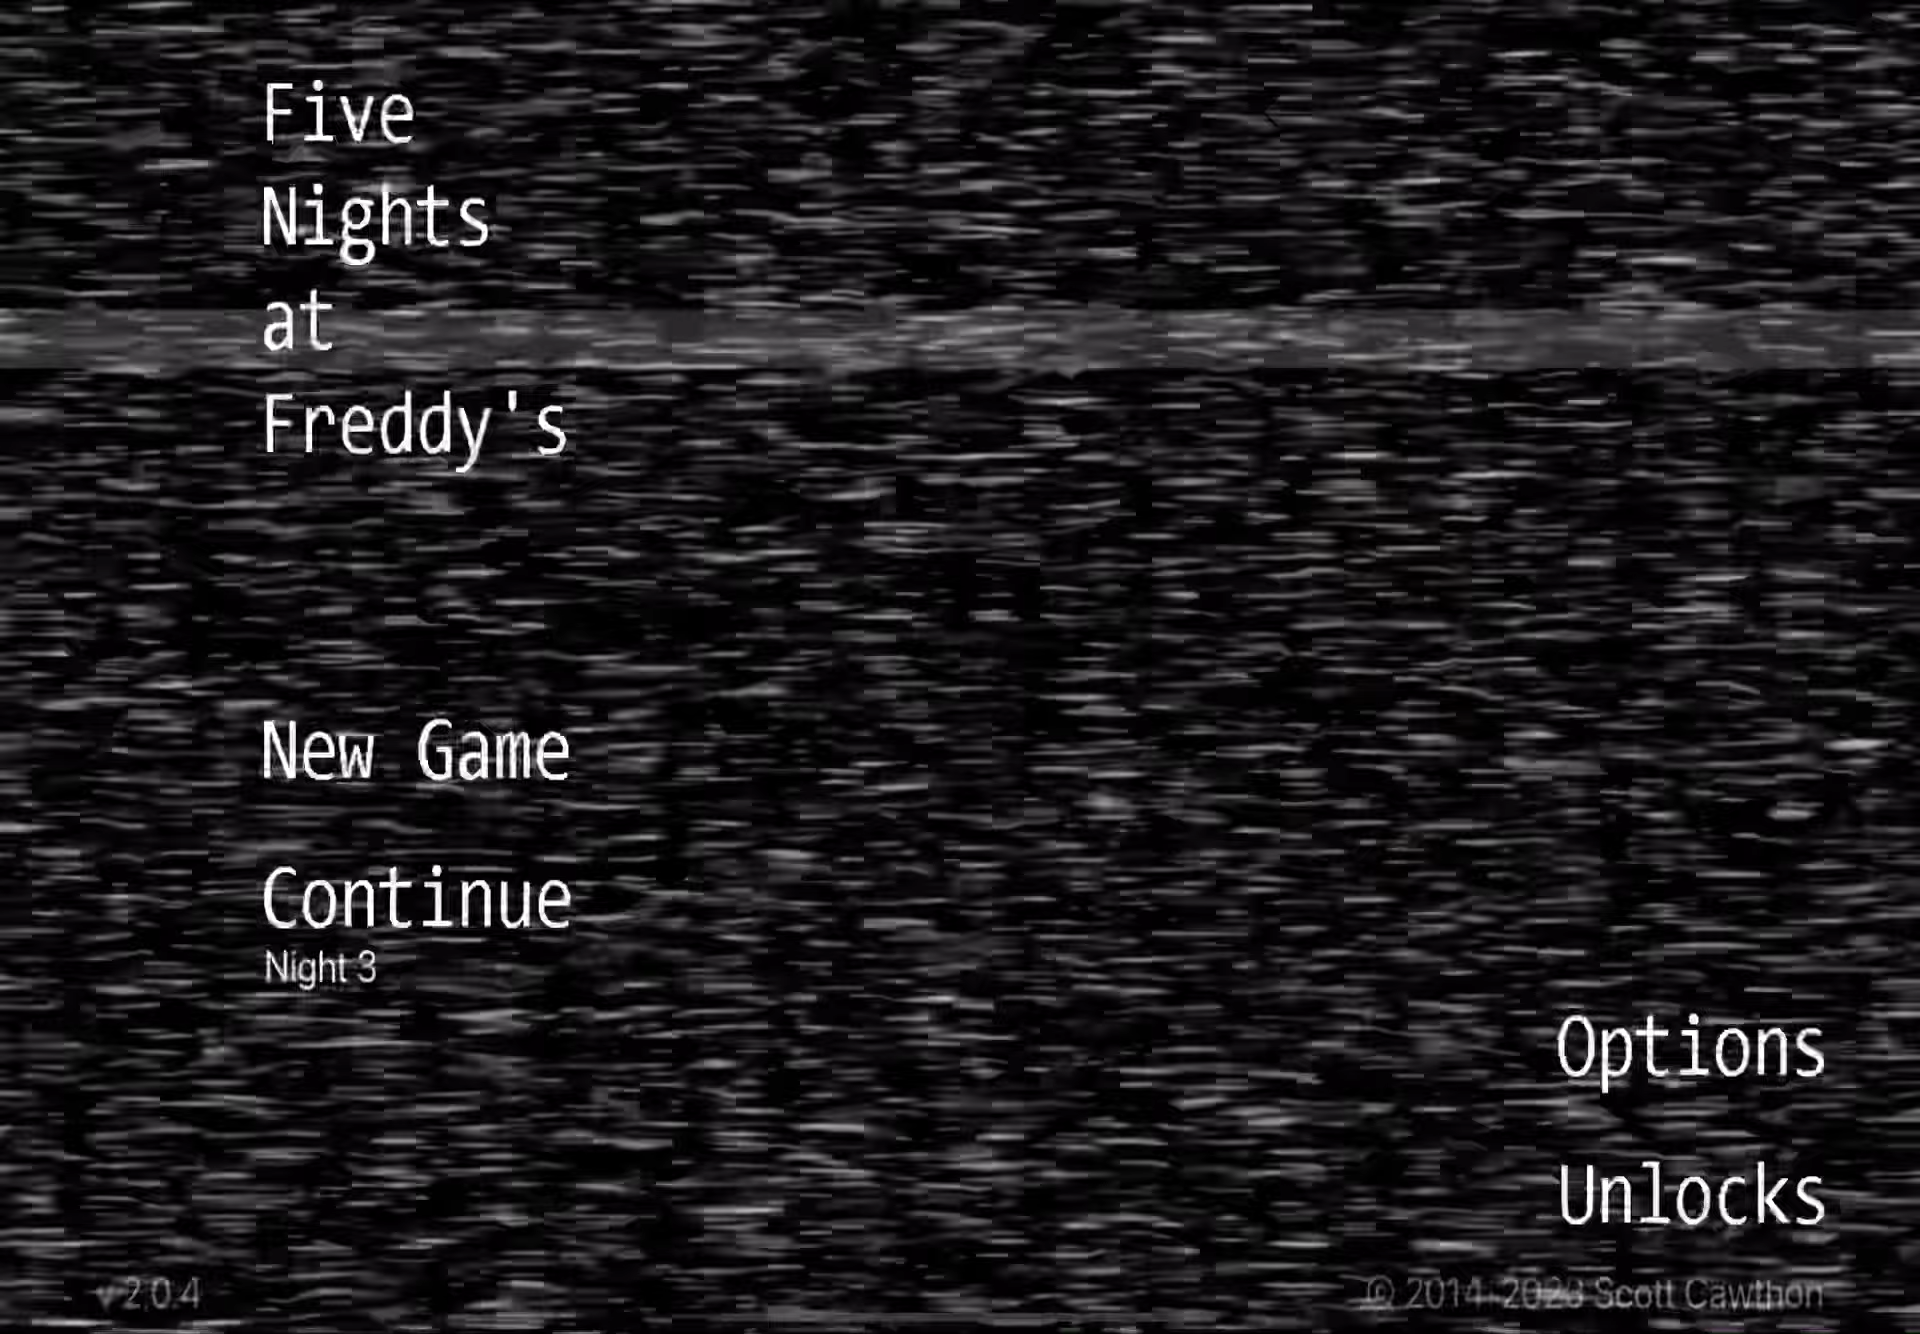 Five
Nights
at
Freddy's
New Game
Continue
Night 3
Options
Unlocks
v 2.0.4
© 2014-2023 Scott Cawthon